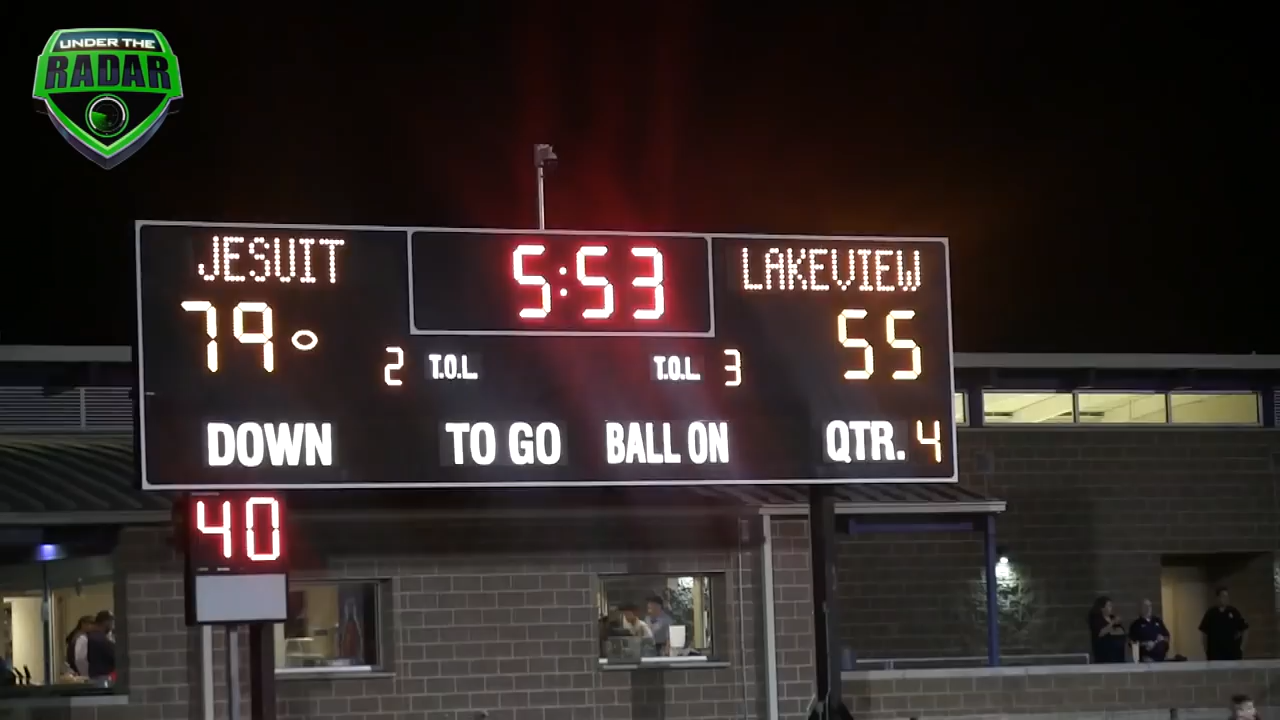 UNDER THE
RADAR
JESUIT 5:53 LAKEVIEW
79 55
2 T.O.L. T.O.L. 3
DOWN TO GO BALL ON QTR. 4
40